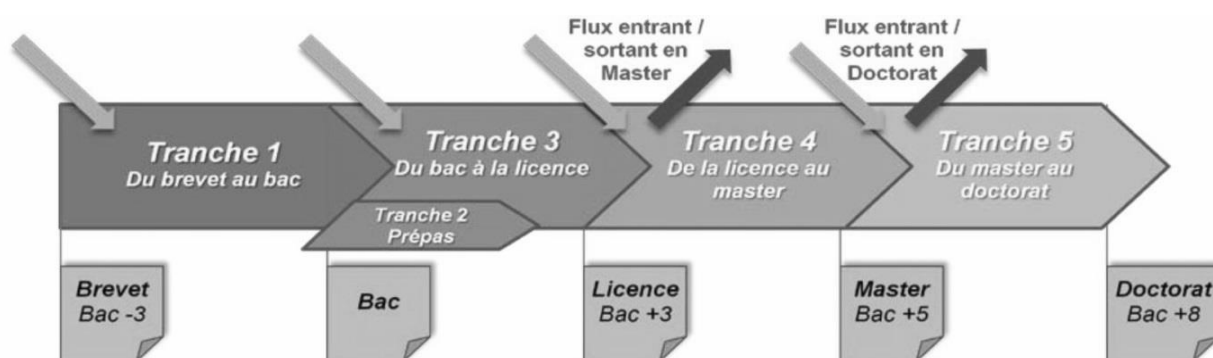 Flux entrant /
sortant en
Master
Flux entrant /
sortant en
Doctorat
Tranche 1
Du brevet au bac
Tranche 3
Du bac à la licence
Tranche 2
Prépas
Tranche 4
De la licence au
master
Tranche 5
Du master au
doctorat
Brevet
Bac -3
Bac
Licence
Bac +3
Master
Bac +5
Doctorat
Bac +8